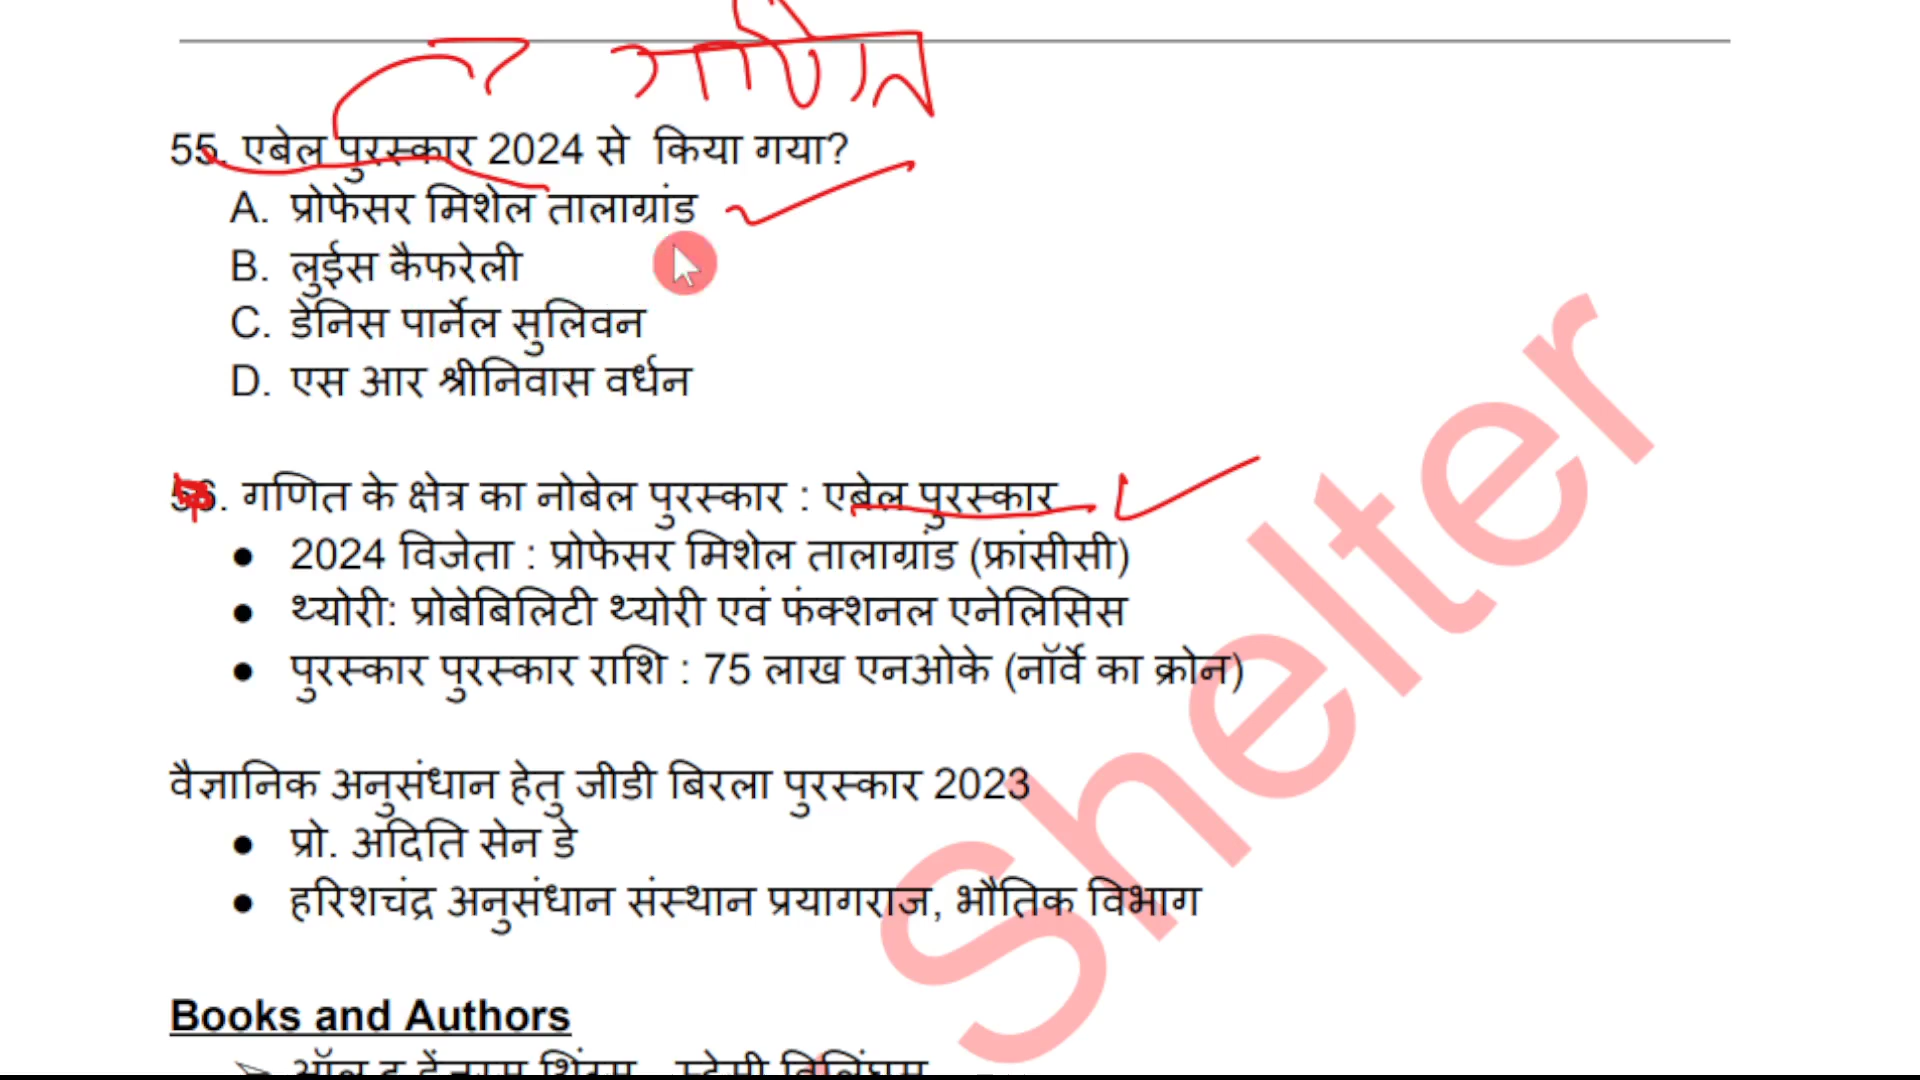 गणित
55. एबेल पुरस्कार 2024 से किया गया?
A. प्रोफेसर मिशेल तालाग्रांड
B. लुईस कैफरेली
C. डेनिस पार्नेल सुलिवन
D. एस आर श्रीनिवास वर्धन
56. गणित के क्षेत्र का नोबेल पुरस्कार : एबेल पुरस्कार
● 2024 विजेता : प्रोफेसर मिशेल तालाग्रांड (फ्रांसीसी)
● थ्योरी: प्रोबेबिलिटी थ्योरी एवं फंक्शनल एनेलिसिस
● पुरस्कार पुरस्कार राशि : 75 लाख एनओके (नॉर्वे का क्रोन)
वैज्ञानिक अनुसंधान हेतु जीडी बिरला पुरस्कार 2023
● प्रो. अदिति सेन डे
● हरिशचंद्र अनुसंधान संस्थान प्रयागराज, भौतिक विभाग
Books and Authors
Shelter